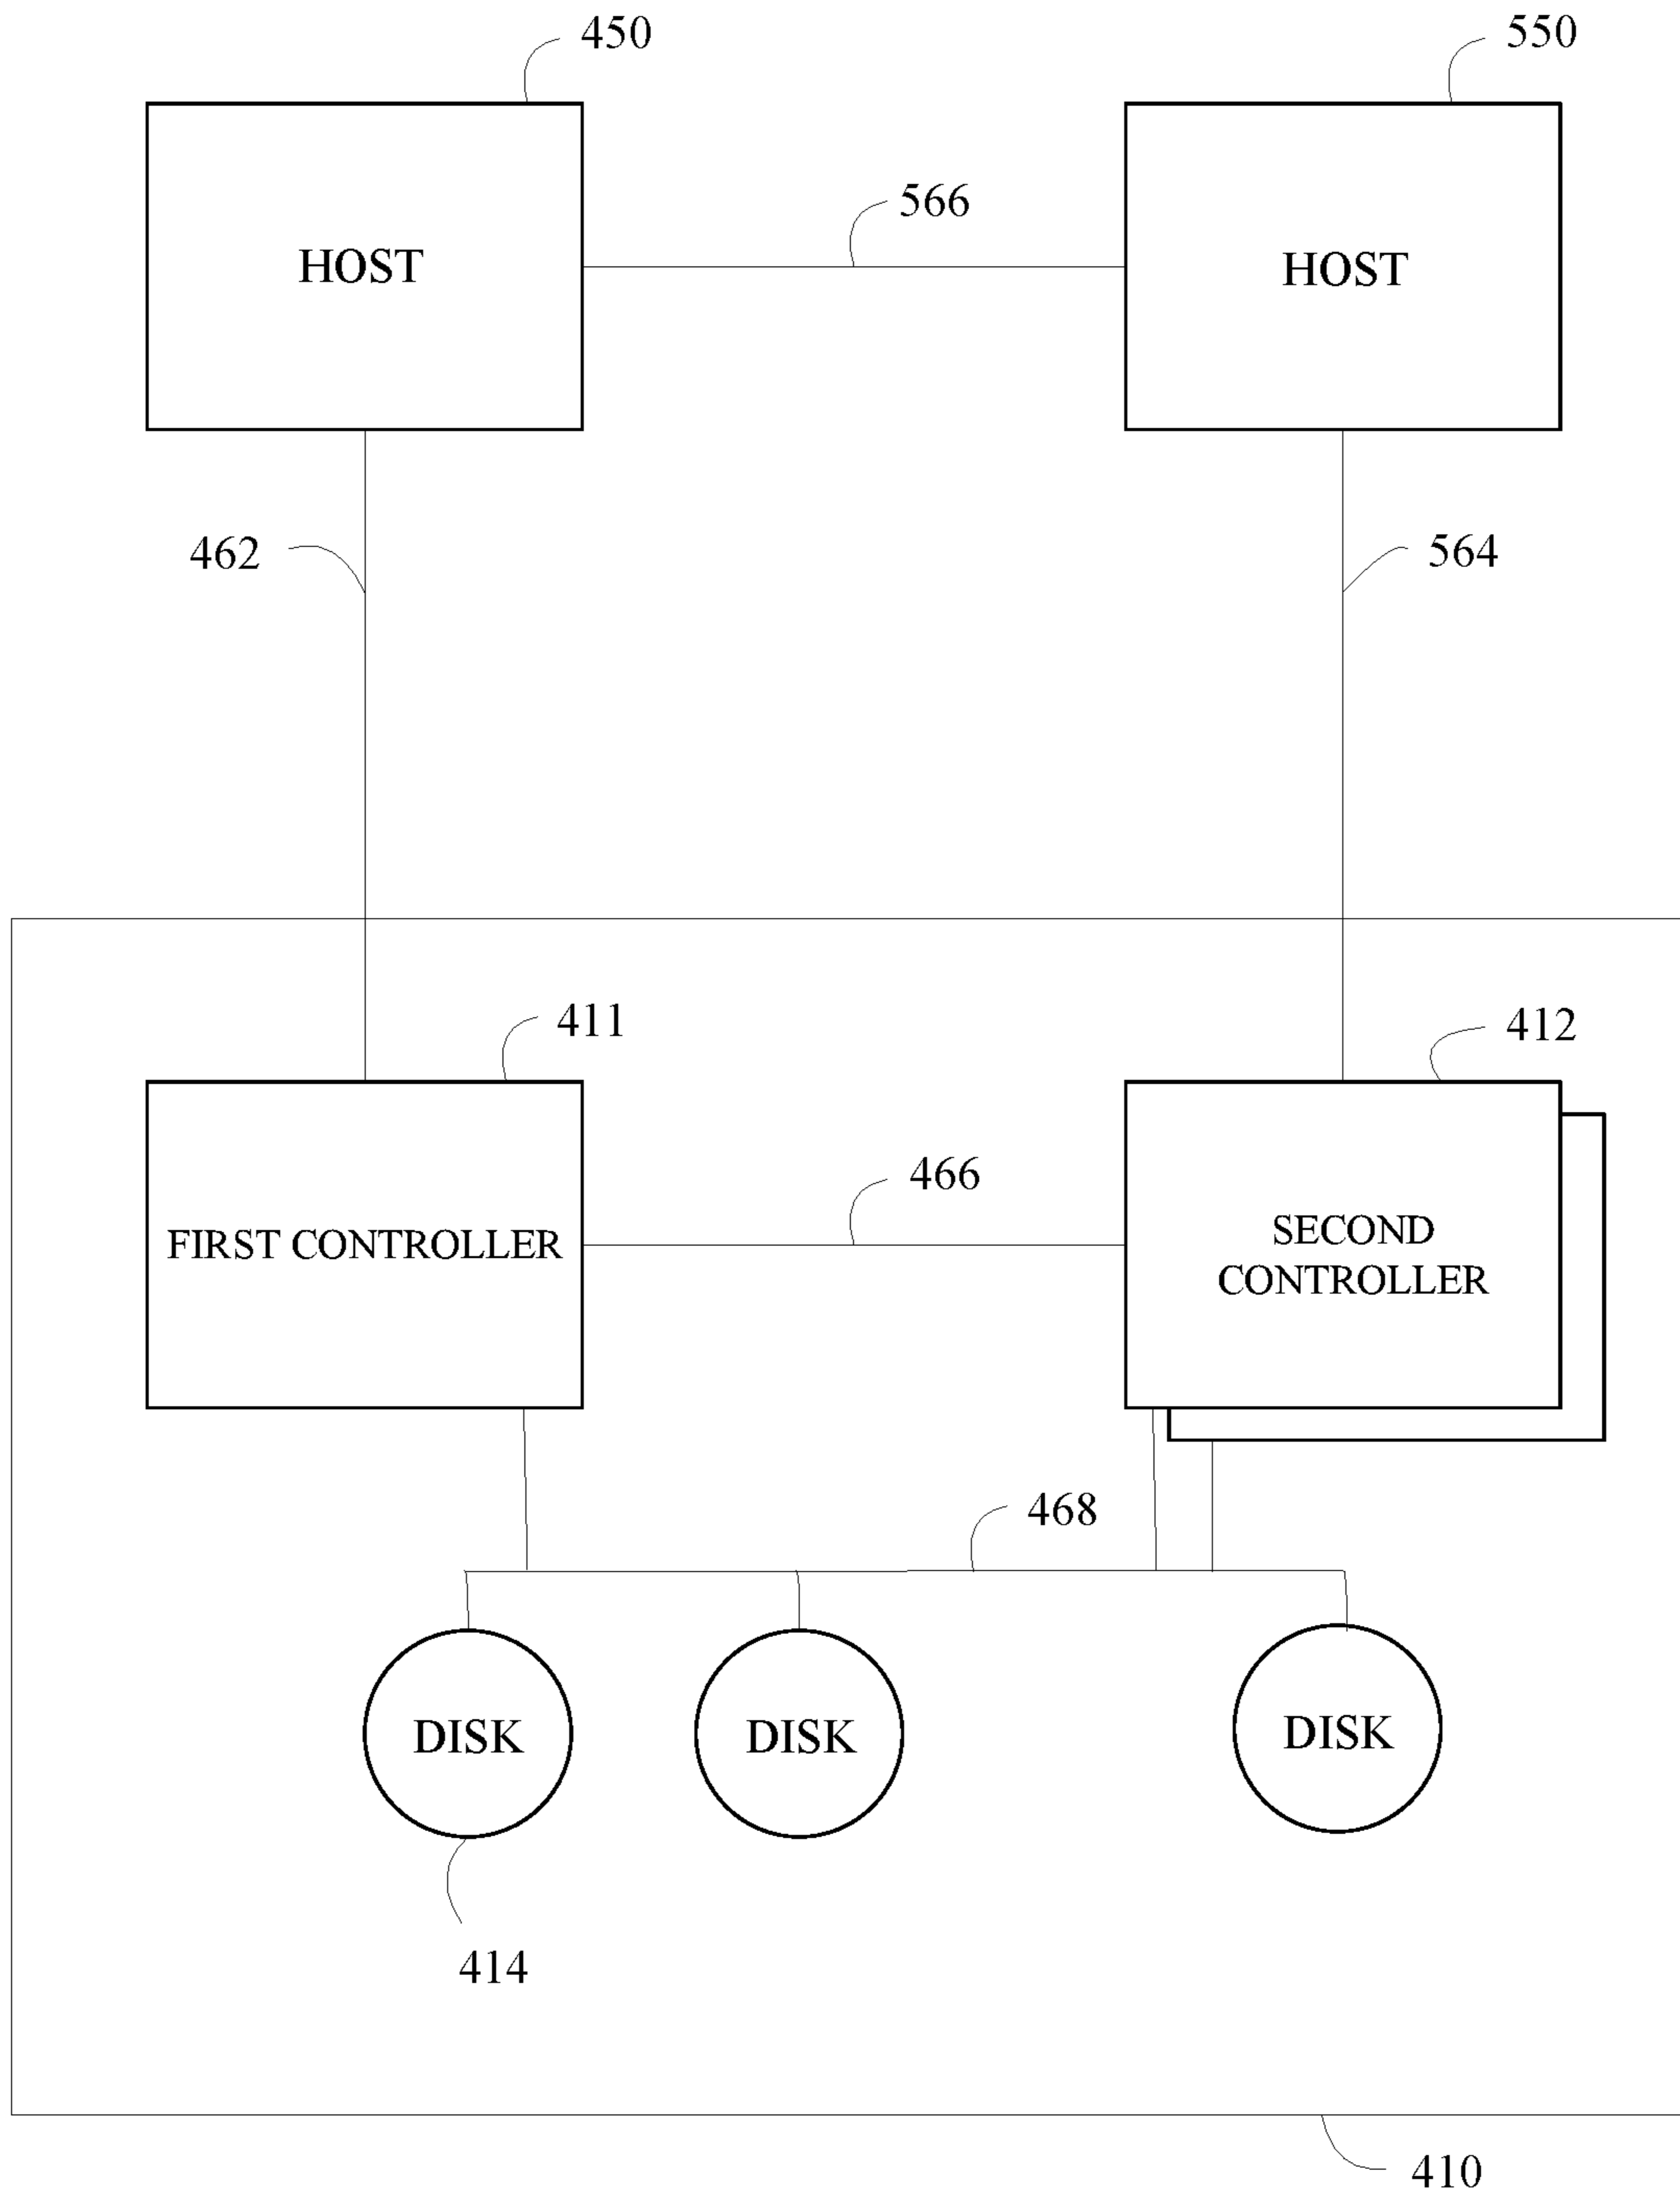 450
550
566
HOST
HOST
462
564
411
412
466
FIRST CONTROLLER
SECOND
CONTROLLER
468
DISK
DISK
DISK
414
410